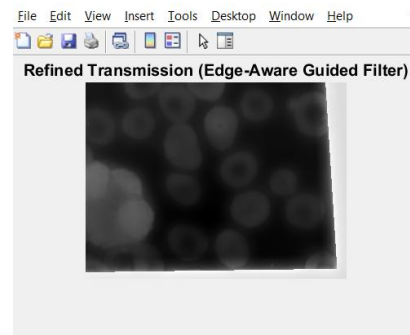 File Edit View Insert Tools Desktop Window Help
Refined Transmission (Edge-Aware Guided Filter)